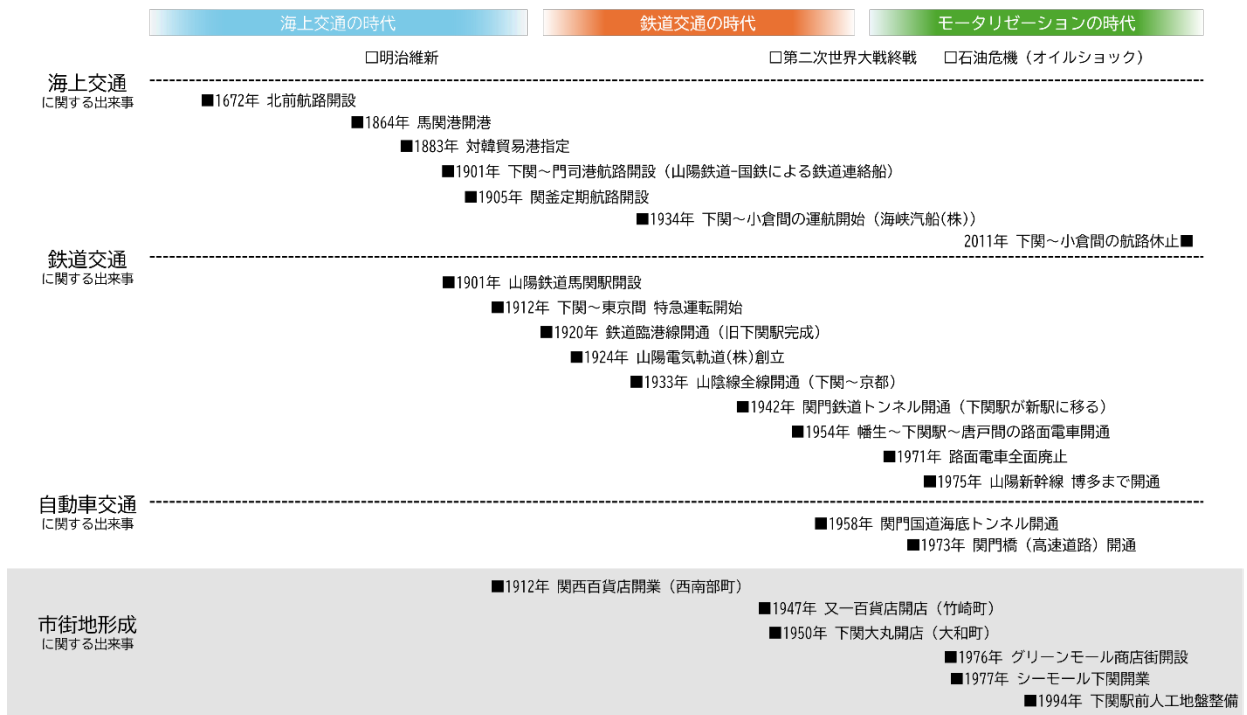 海上交通の時代
鉄道交通の時代
モータリゼーションの時代
□明治維新
□第二次世界大戦終戦
□石油危機（オイルショック）
海上交通
に関する出来事
■1672年 北前航路開設
■1864年 馬関港開港
■1883年 対韓貿易港指定
■1901年 下関～門司港航路開設（山陽鉄道-国鉄による鉄道連絡船）
■1905年 関釜定期航路開設
■1934年 下関～小倉間の運航開始（海峡汽船(株)）
2011年 下関～小倉間の航路休止■
鉄道交通
に関する出来事
■1901年 山陽鉄道馬関駅開設
■1912年 下関～東京間 特急運転開始
■1920年 鉄道臨港線開通（旧下関駅完成）
■1924年 山陽電気軌道(株)創立
■1933年 山陰線全線開通（下関～京都）
■1942年 関門鉄道トンネル開通（下関駅が新駅に移る）
■1954年 幡生～下関駅～唐戸間の路面電車開通
■1971年 路面電車全面廃止
■1975年 山陽新幹線 博多まで開通
自動車交通
に関する出来事
■1958年 関門国道海底トンネル開通
■1973年 関門橋（高速道路）開通
市街地形成
に関する出来事
■1912年 関西百貨店開業（西南部町）
■1947年 又一百貨店開店（竹崎町）
■1950年 下関大丸開店（大和町）
■1976年 グリーンモール商店街開設
■1977年 シーモール下関開業
■1994年 下関駅前人工地盤整備